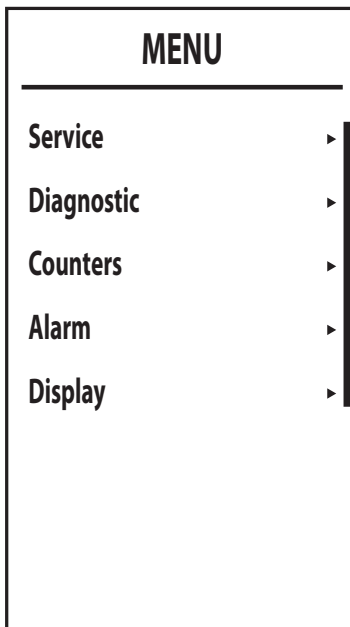 MENU
Service
Diagnostic
Counters
Alarm
Display